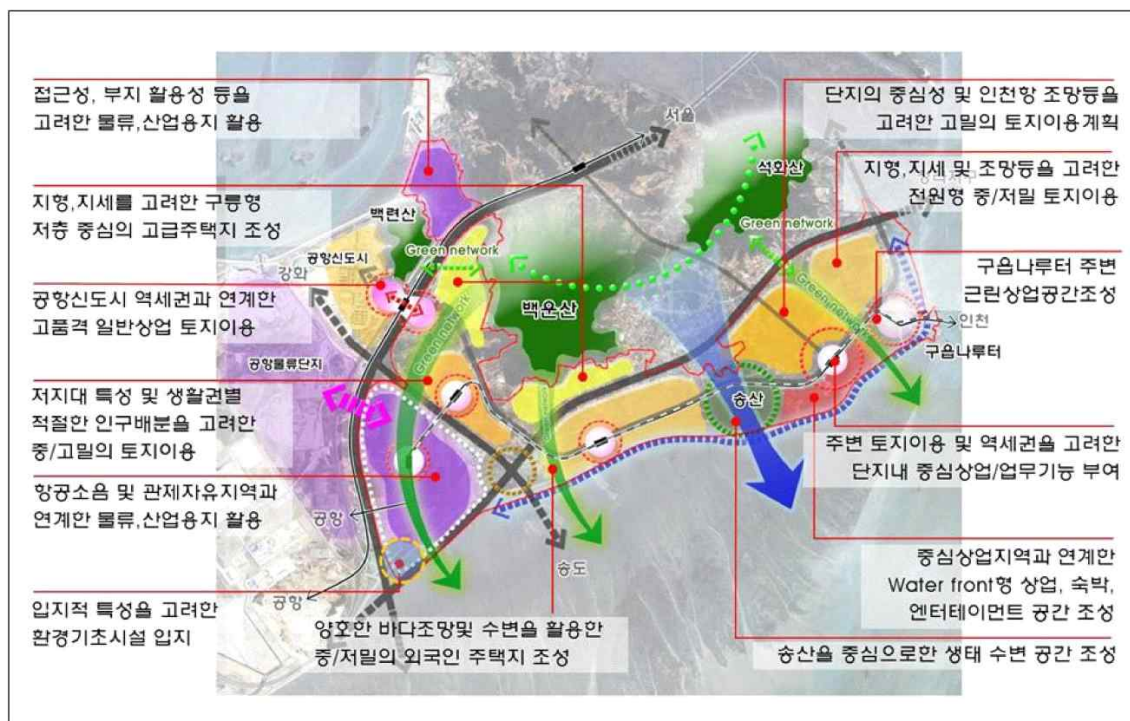 접근성, 부지 활용성 등을
고려한 물류,산업용지 활용
지형,지세를 고려한 구릉형
저층 중심의 고급주택지 조성
공항신도시 역세권과 연계한
고품격 일반상업 토지이용
저지대 특성 및 생활권별
적절한 인구배분을 고려한
중/고밀의 토지이용
항공소음 및 관제자유지역과
연계한 물류,산업용지 활용
입지적 특성을 고려한
환경기초시설 입지
양호한 바다조망및 수변을 활용한
중/저밀의 외국인 주택지 조성
서울
석화산
백련산
Green network
Green network
공항신도시
강화
Green network
백운산
Green network
공항물류단지
송산
인천
구읍나루터
공항
송도
공항
단지의 중심성 및 인천항 조망등을
고려한 고밀의 토지이용계획
지형,지세 및 조망등을 고려한
전원형 중/저밀 토지이용
구읍나루터 주변
근린상업공간조성
주변 토지이용 및 역세권을 고려한
단지내 중심상업/업무기능 부여
중심상업지역과 연계한
Water front형 상업, 숙박,
엔터테이먼트 공간 조성
송산을 중심으로한 생태 수변 공간 조성